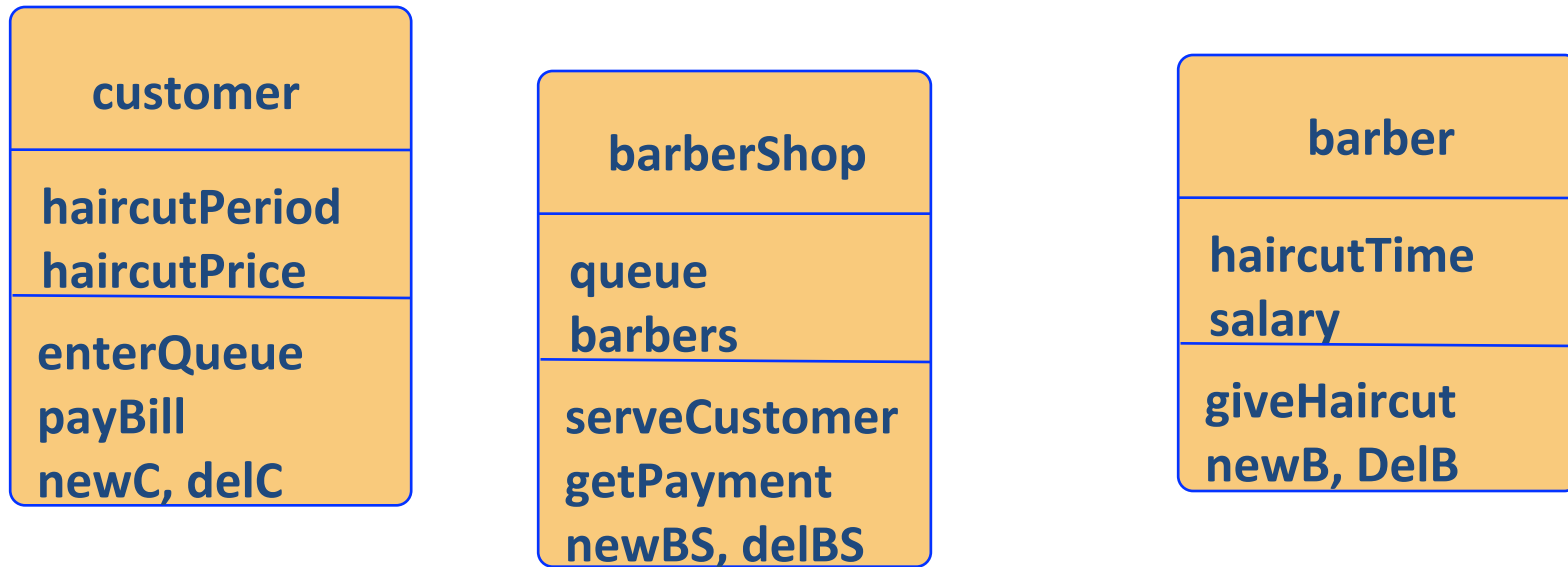 customer
haircutPeriod
haircutPrice
enterQueue
payBill
newC, delC
barberShop
queue
barbers
serveCustomer
getPayment
newBS, delBS
barber
haircutTime
salary
giveHaircut
newB, DelB